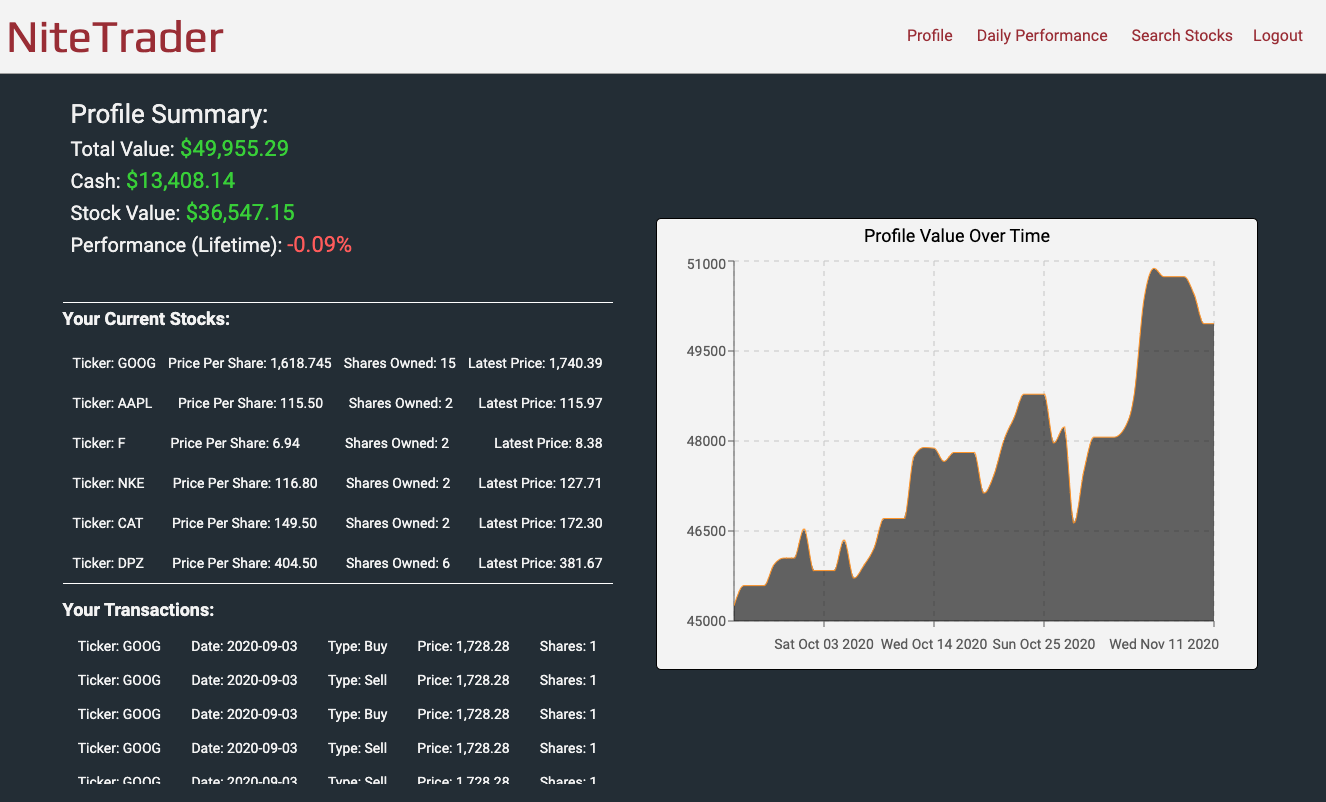 NiteTrader
Profile Daily Performance Search Stocks Logout
Profile Summary:
Total Value: $49,955.29
Cash: $13,408.14
Stock Value: $36,547.15
Performance (Lifetime): -0.09%
Your Current Stocks:
Ticker: GOOG Price Per Share: 1,618.745 Shares Owned: 15 Latest Price: 1,740.39
Ticker: AAPL Price Per Share: 115.50 Shares Owned: 2 Latest Price: 115.97
Ticker: F Price Per Share: 6.94 Shares Owned: 2 Latest Price: 8.38
Ticker: NKE Price Per Share: 116.80 Shares Owned: 2 Latest Price: 127.71
Ticker: CAT Price Per Share: 149.50 Shares Owned: 2 Latest Price: 172.30
Ticker: DPZ Price Per Share: 404.50 Shares Owned: 6 Latest Price: 381.67
Your Transactions:
Ticker: GOOG Date: 2020-09-03 Type: Buy Price: 1,728.28 Shares: 1
Ticker: GOOG Date: 2020-09-03 Type: Sell Price: 1,728.28 Shares: 1
Ticker: GOOG Date: 2020-09-03 Type: Buy Price: 1,728.28 Shares: 1
Ticker: GOOG Date: 2020-09-03 Type: Sell Price: 1,728.28 Shares: 1
Ticker: GOOG Date: 2020-09-03 Type: Sell Price: 1,728.28 Shares: 1
Profile Value Over Time
51000
49500
48000
46500
45000
Sat Oct 03 2020 Wed Oct 14 2020 Sun Oct 25 2020 Wed Nov 11 2020